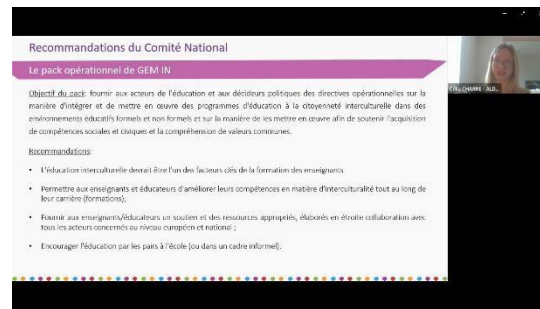 Recommandations du Comité National
Le pack opérationnel de GEM IN
Objectif du pack: fournir aux acteurs de l'éducation et aux décideurs politiques des directives opérationnelles sur la
manière d'intégrer et de mettre en œuvre des programmes d'éducation à la citoyenneté interculturelle dans des
environnements éducatifs formels et non formels et sur la manière de les mettre en œuvre afin de soutenir l'acquisition
de compétences sociales et civiques et la compréhension de valeurs communes.
Recommandations:
• L'éducation interculturelle devrait être l'un des facteurs clés de la formation des enseignants
• Permettre aux enseignants et éducateurs d'améliorer leurs compétences en matière d'interculturalité tout au long de
leur carrière (formations);
• Fournir aux enseignants/éducateurs un soutien et des ressources appropriés, élaborés en étroite collaboration avec
tous les acteurs concernés au niveau européen et national ;
• Encourager l'éducation par les pairs à l'école (ou dans un cadre informel).